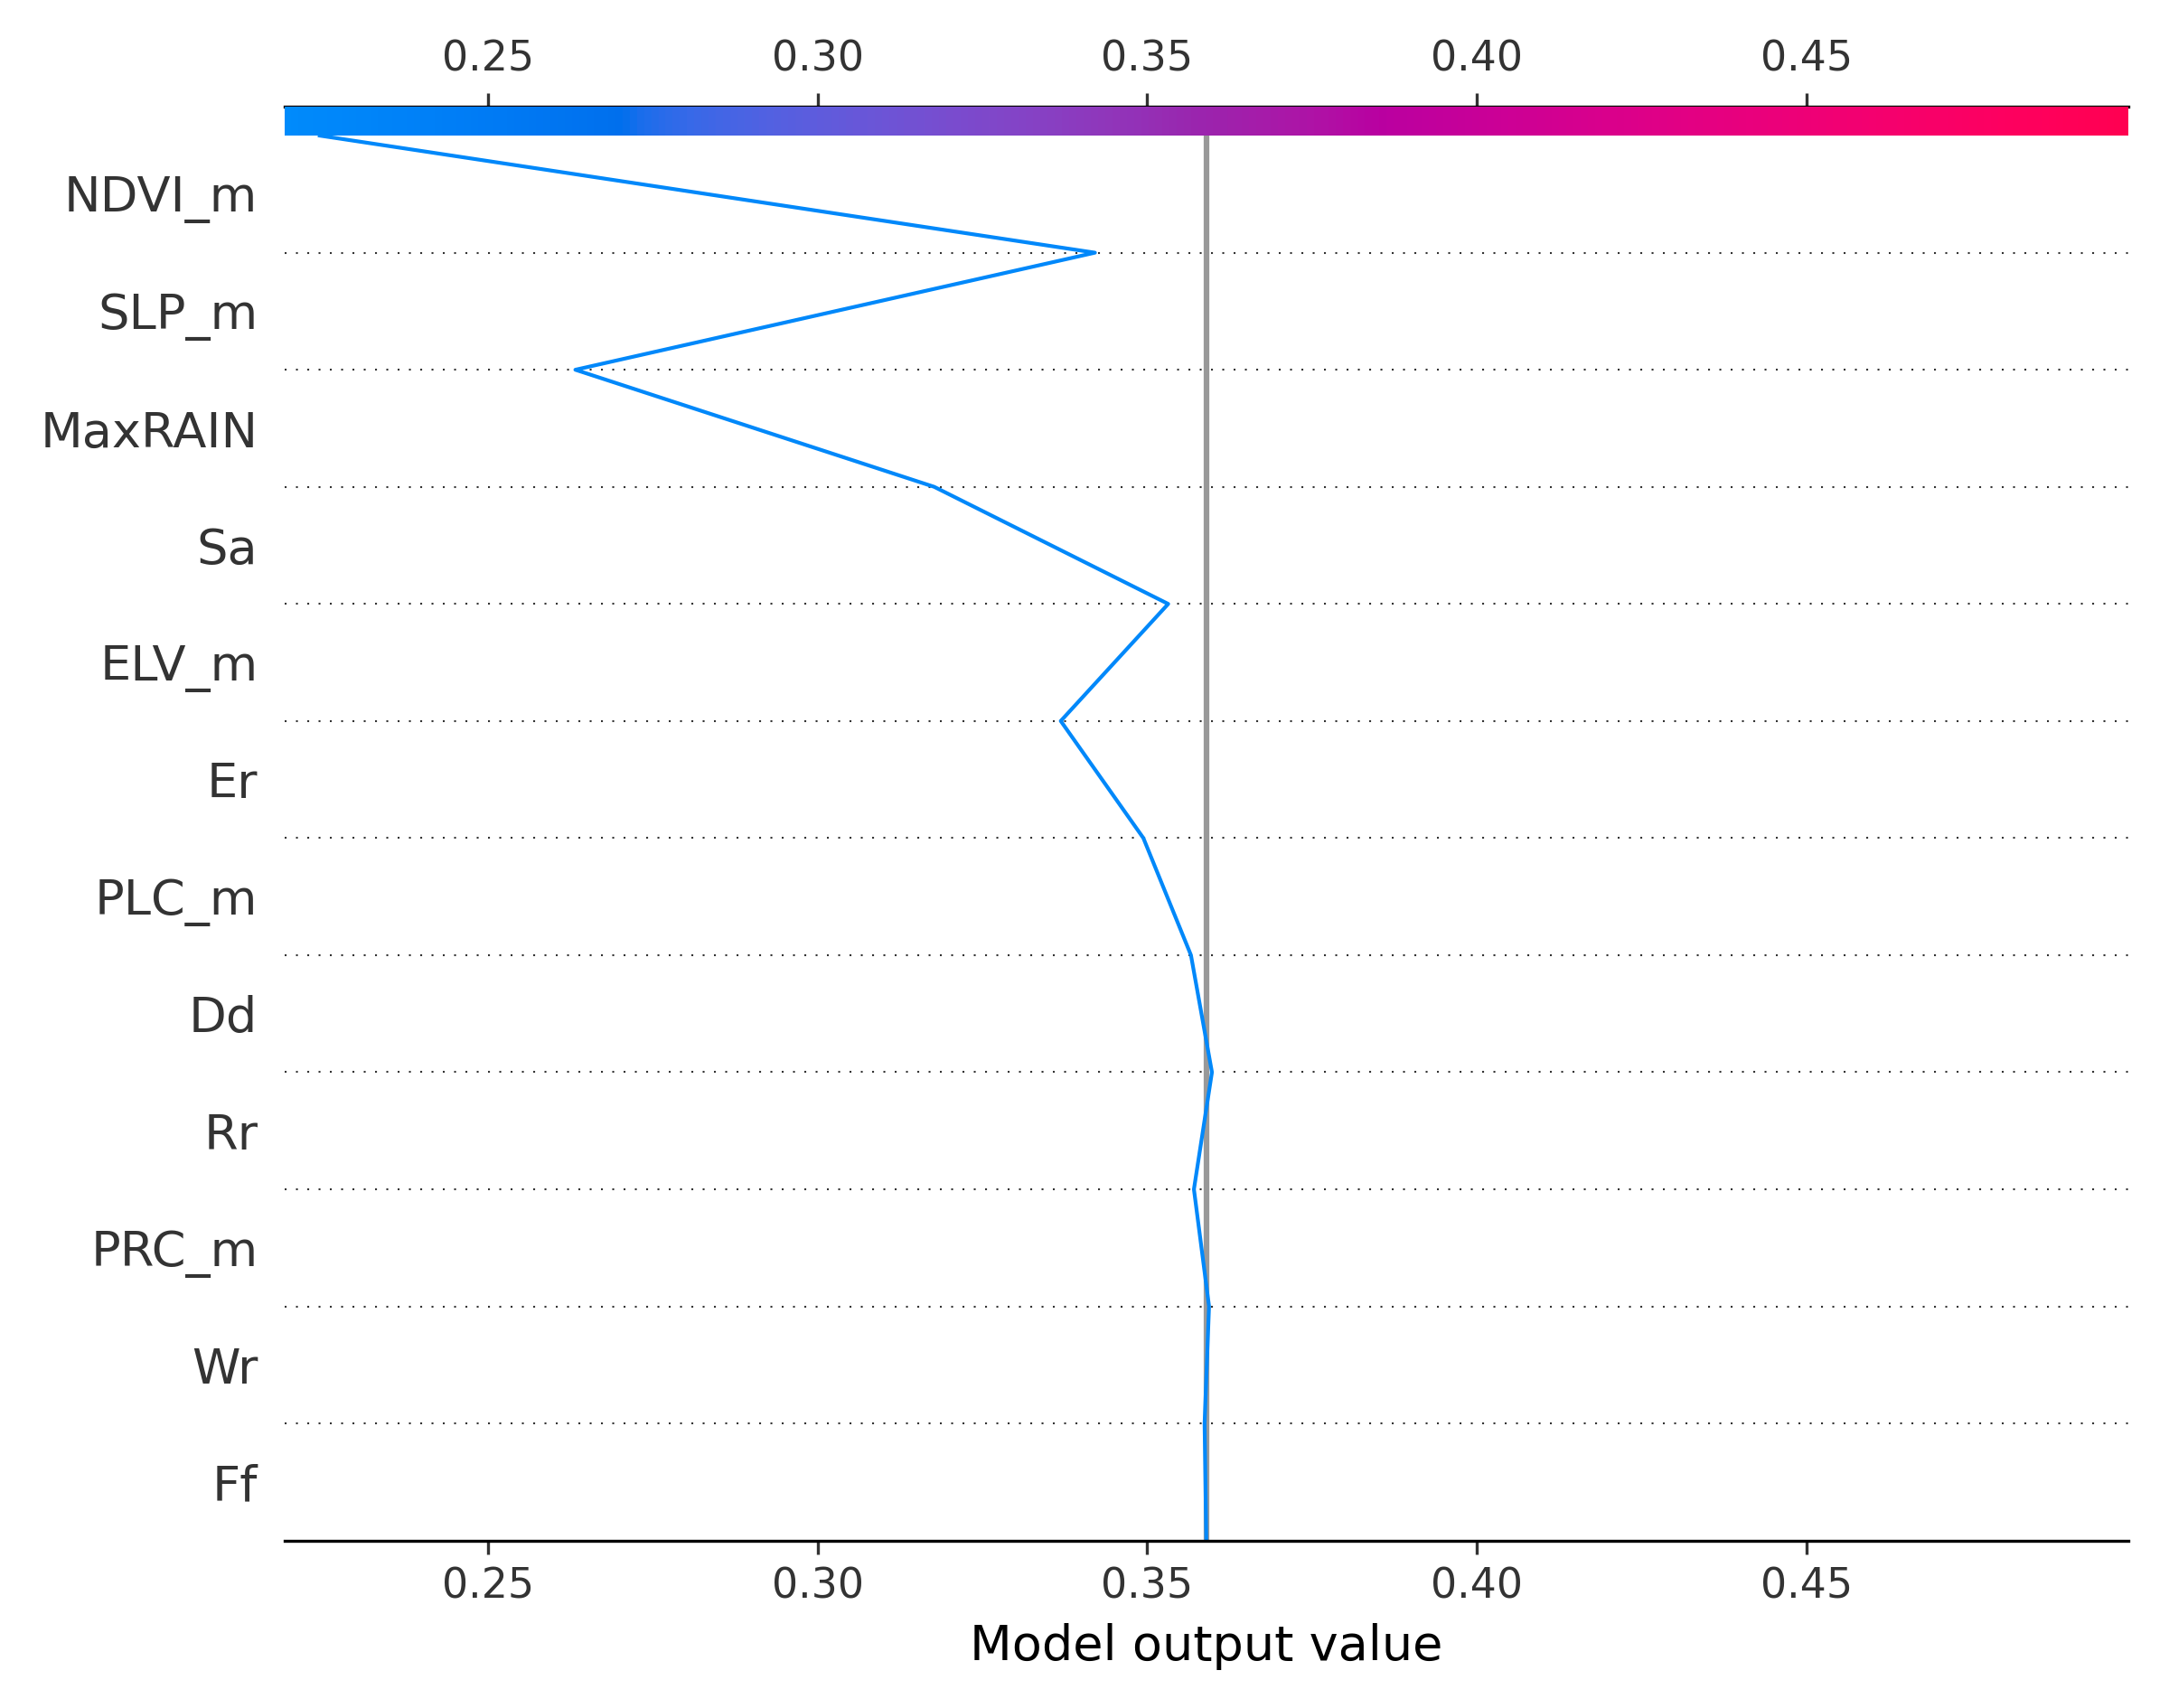 0.25 0.30 0.35 0.40 0.45
NDVI_m
SLP_m
MaxRAIN
Sa
ELV_m
Er
PLC_m
Dd
Rr
PRC_m
Wr
Ff
0.25 0.30 0.35 0.40 0.45
Model output value